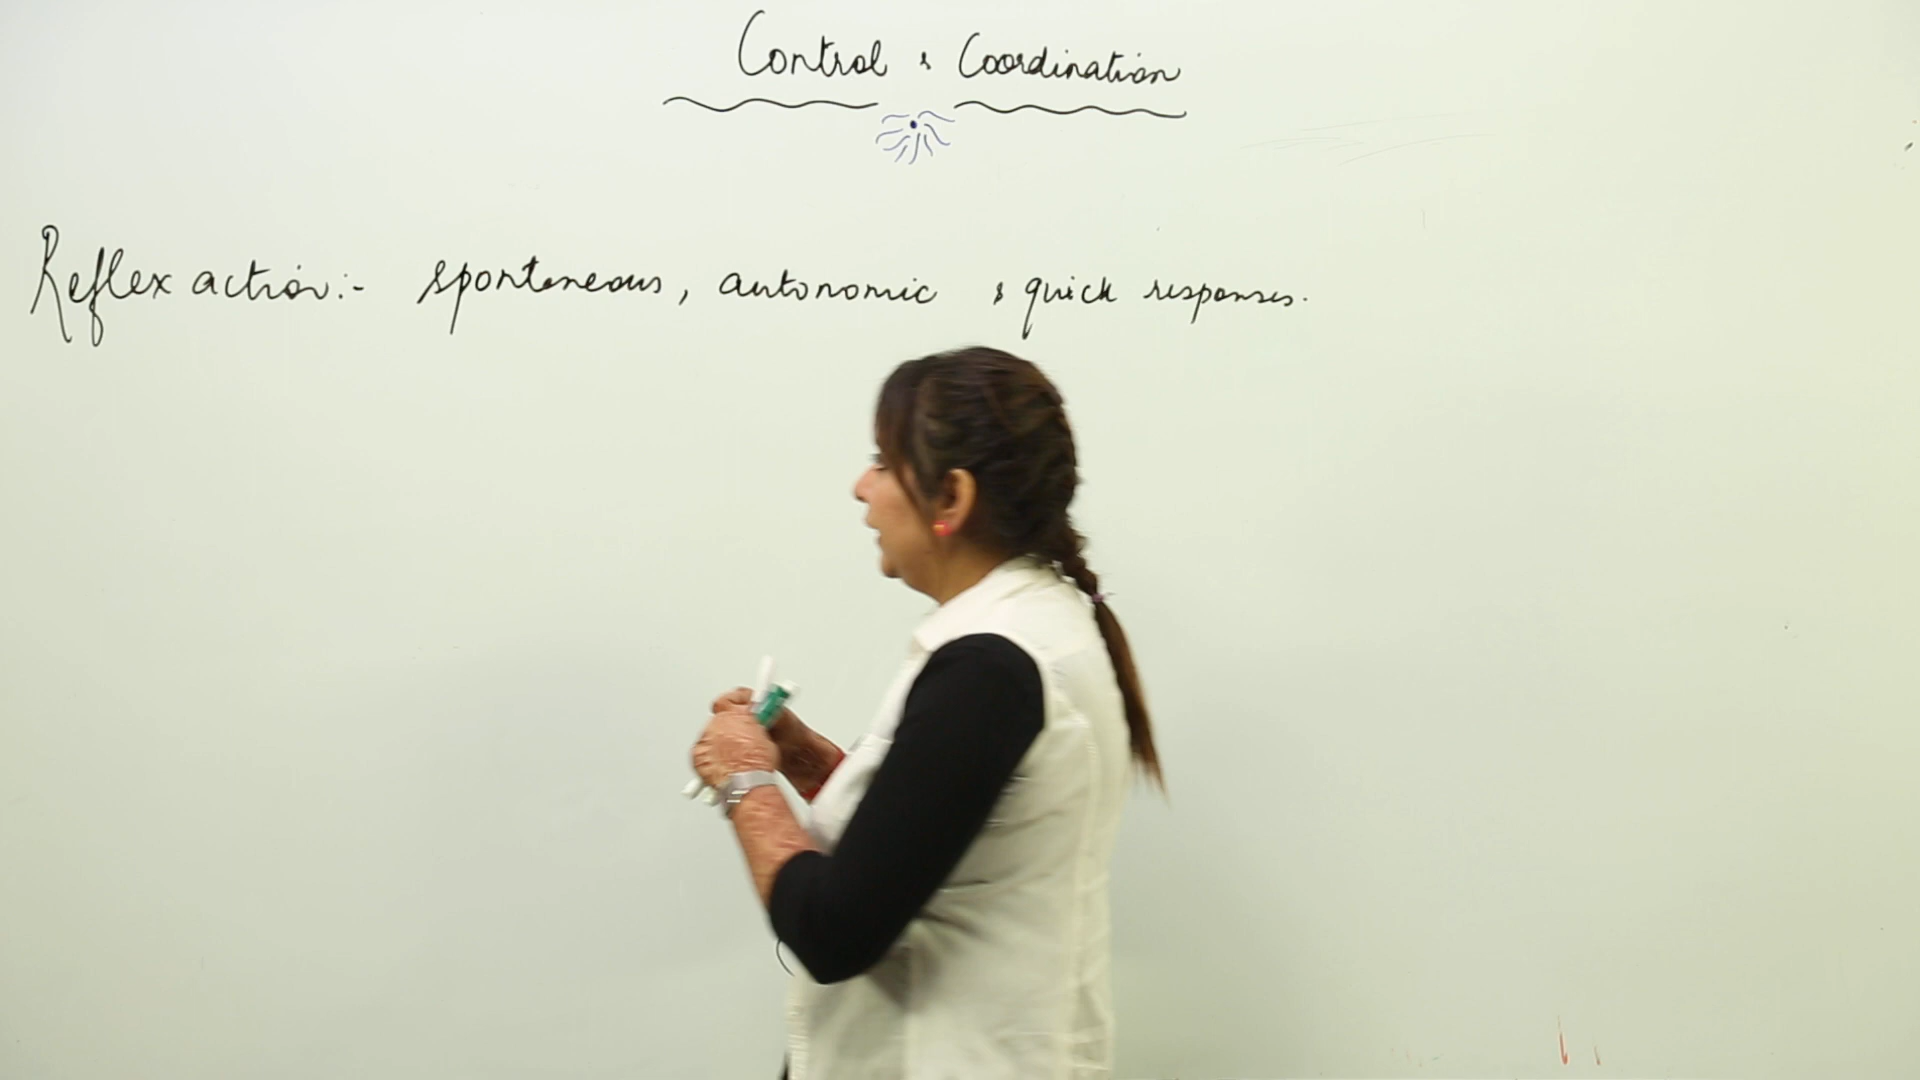 Control & Coordination
Reflex action:- spontaneous, autonomic & quick responses.